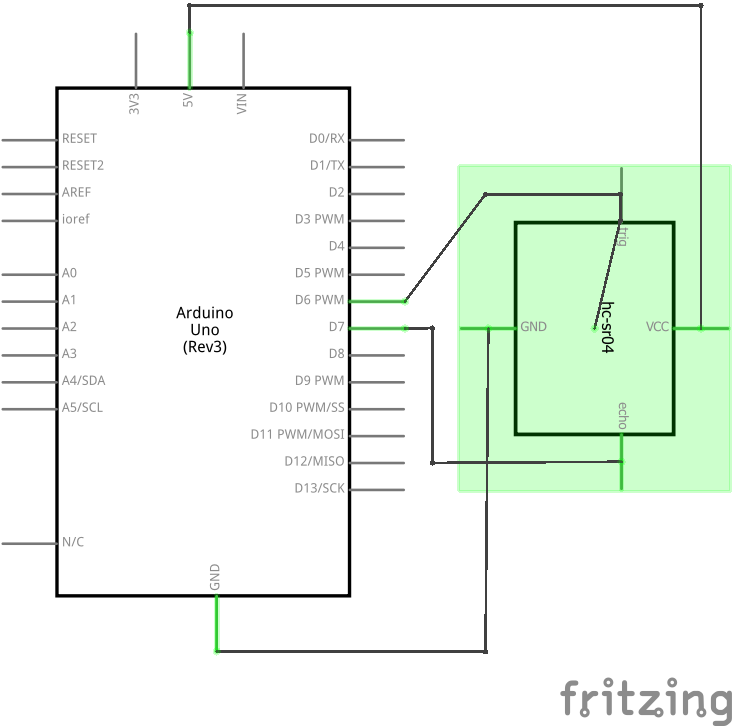 3V3
5V
VIN
RESET
RESET2
AREF
ioref
A0
A1
A2
A3
A4/SDA
A5/SCL
N/C
Arduino
Uno
(Rev3)
D0/RX
D1/TX
D2
D3 PWM
D4
D5 PWM
D6 PWM
D7
D8
D9 PWM
D10 PWM/SS
D11 PWM/MOSI
D12/MISO
D13/SCK
GND
trig
GND
hc-sr04
VCC
echo
fritzing